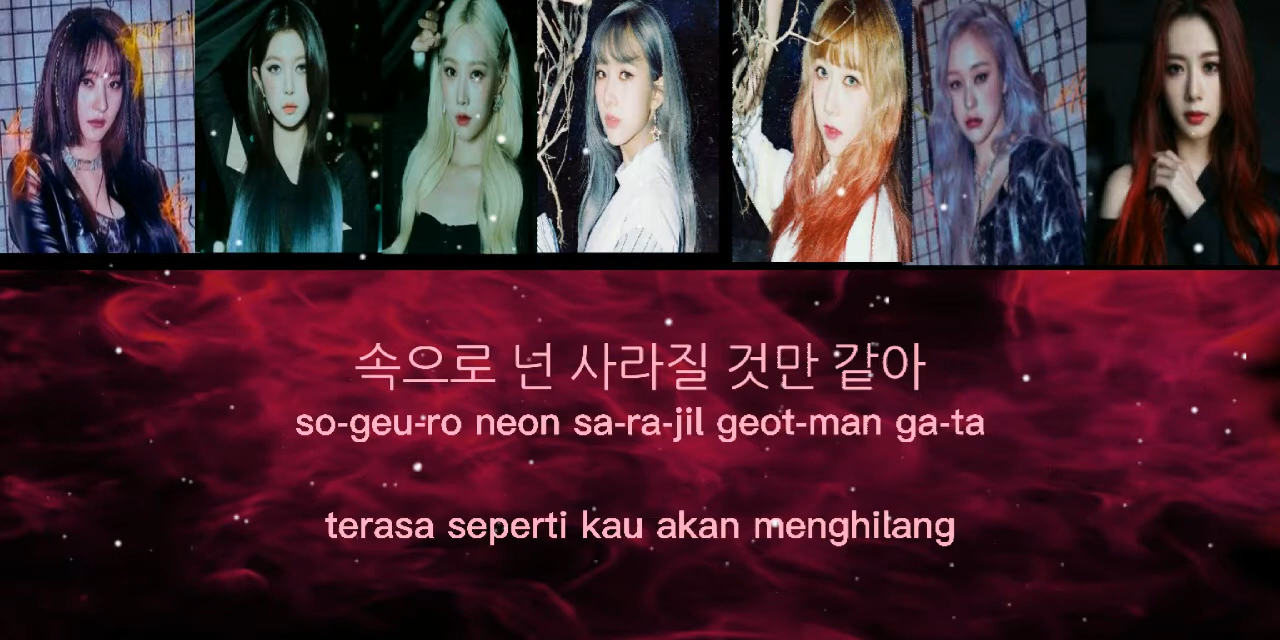 속으로 넌 사라질 것만 같아
so-geu-ro neon sa-ra-jil geot-man ga-ta
terasa seperti kau akan menghilang